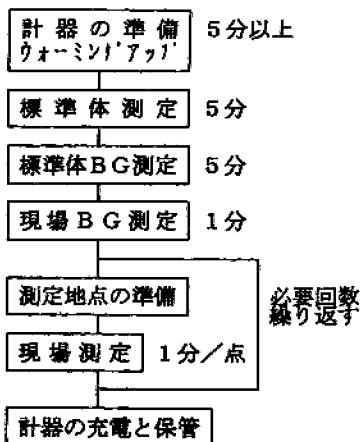 計器の準備 5分以上
ウォーミングアップ
標準体測定 5分
標準体BG測定 5分
現場BG測定 1分
測定地点の準備 必要回数
繰り返す
現場測定 1分/点
計器の充電と保管